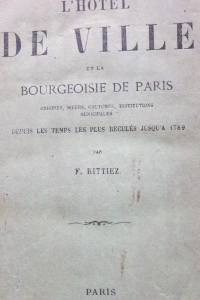 L'HÔTEL
DE VILLE
ET LA
BOURGEOISIE DE PARIS
ORIGINES, MŒURS, COUTUMES, INSTITUTIONS
MUNICIPALES
DEPUIS LES TEMPS LES PLUS RECULÉS JUSQU'A 1789
PAR
F. RITTIEZ
PARIS